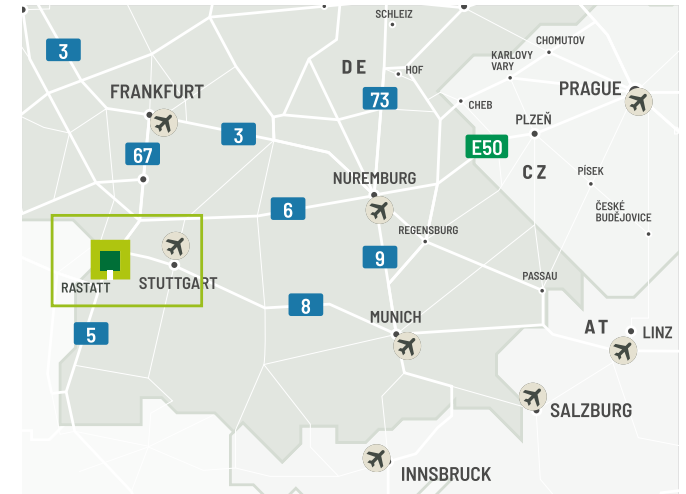 SCHLEIZ
3
DE
HOF
CHOMUTOV
KARLOVY
VARY
FRANKFURT
73
CHEB
PRAGUE
3
PLZEŇ
67
E50
CZ
NUREMBURG
PÍSEK
6
ČESKÉ
BUDĚJOVICE
REGENSBURG
9
RASTATT
STUTTGART
PASSAU
8
MUNICH
5
AT
LINZ
SALZBURG
INNSBRUCK